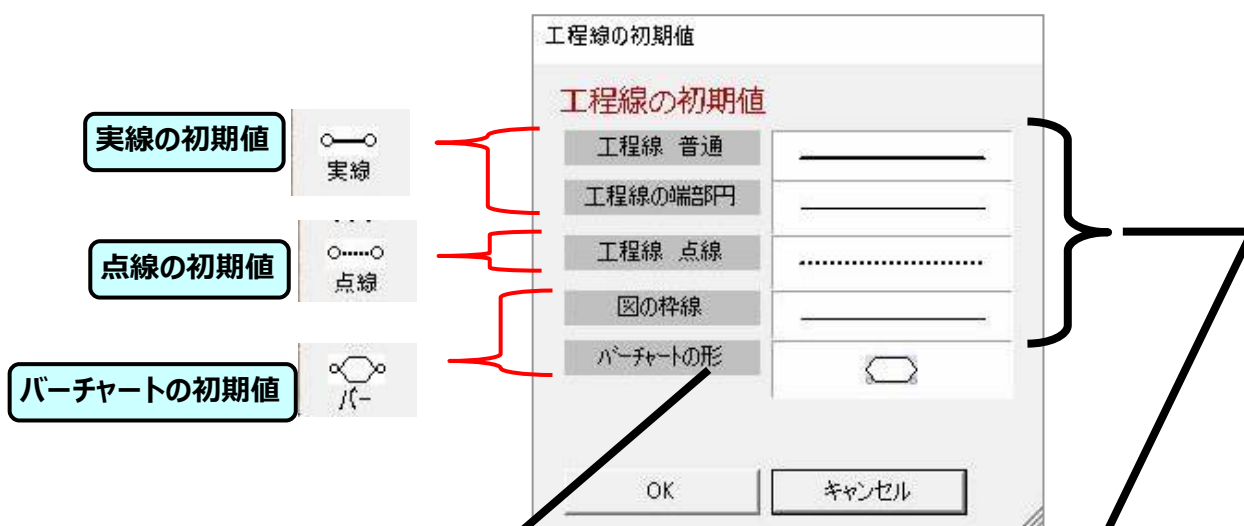 工程線の初期値
工程線の初期値
実線の初期値
実線
工程線 普通
工程線の端部円
点線の初期値
点線
工程線 点線
図の枠線
バーチャートの初期値
バー
バーチャートの形
OK
キャンセル